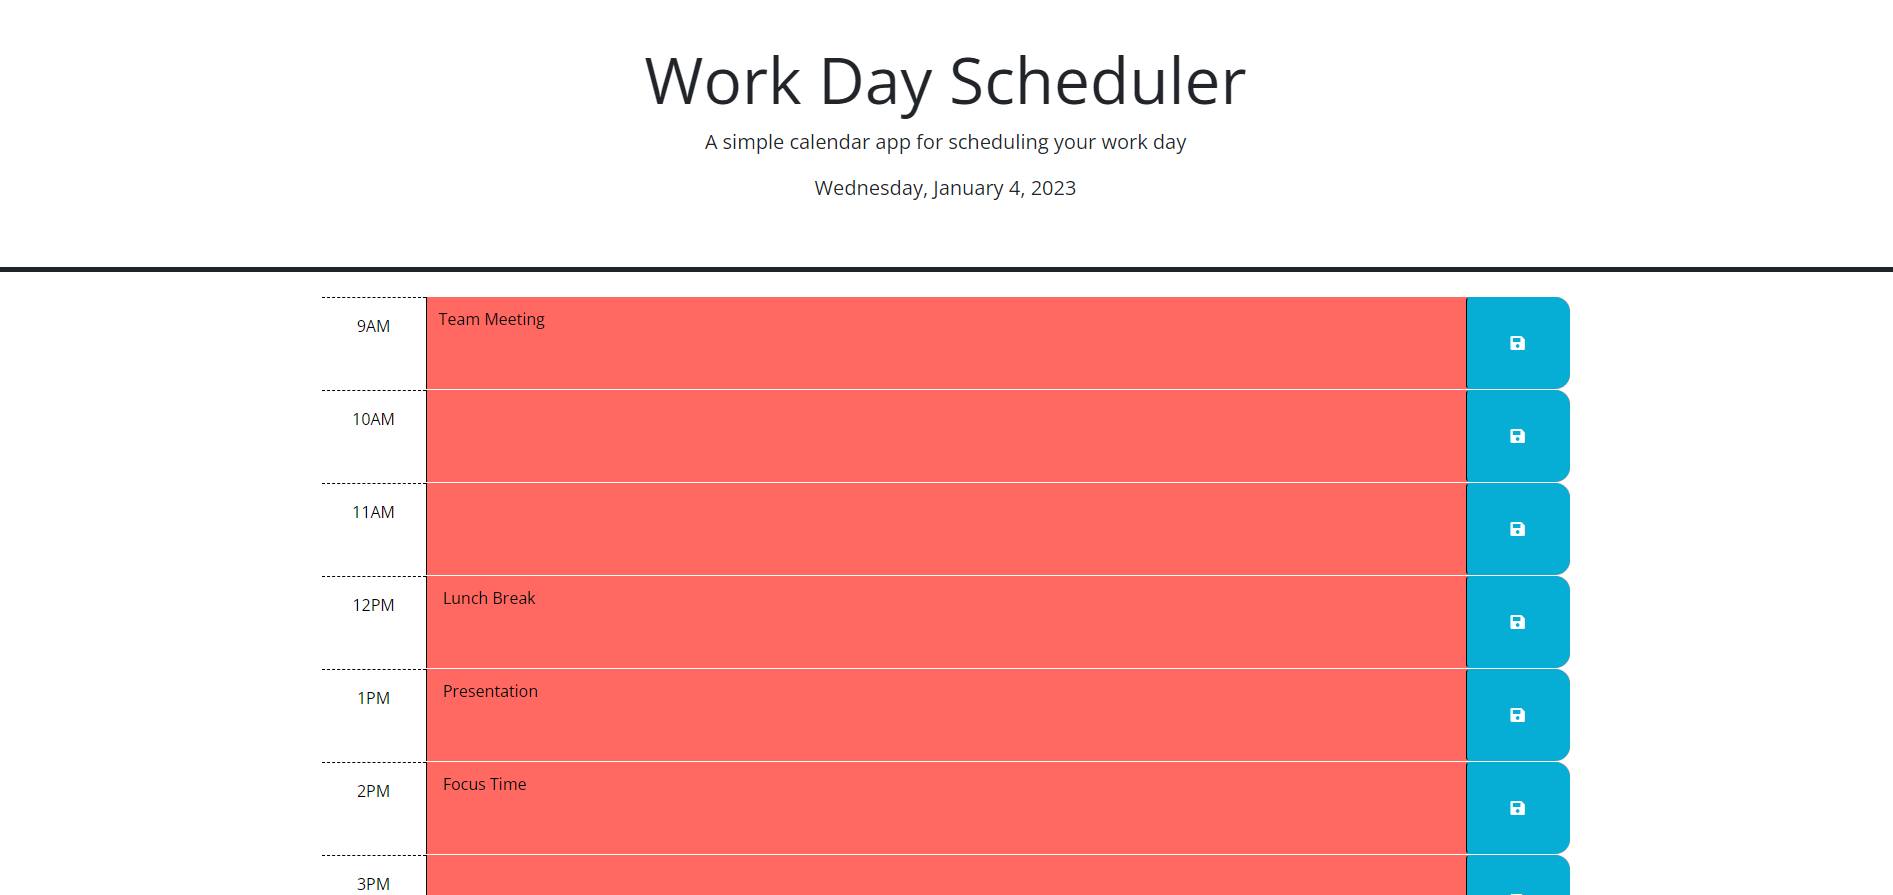 Work Day Scheduler
A simple calendar app for scheduling your work day
Wednesday, January 4, 2023
9AM Team Meeting
10AM
11AM
12PM Lunch Break
1PM Presentation
2PM Focus Time
3PM